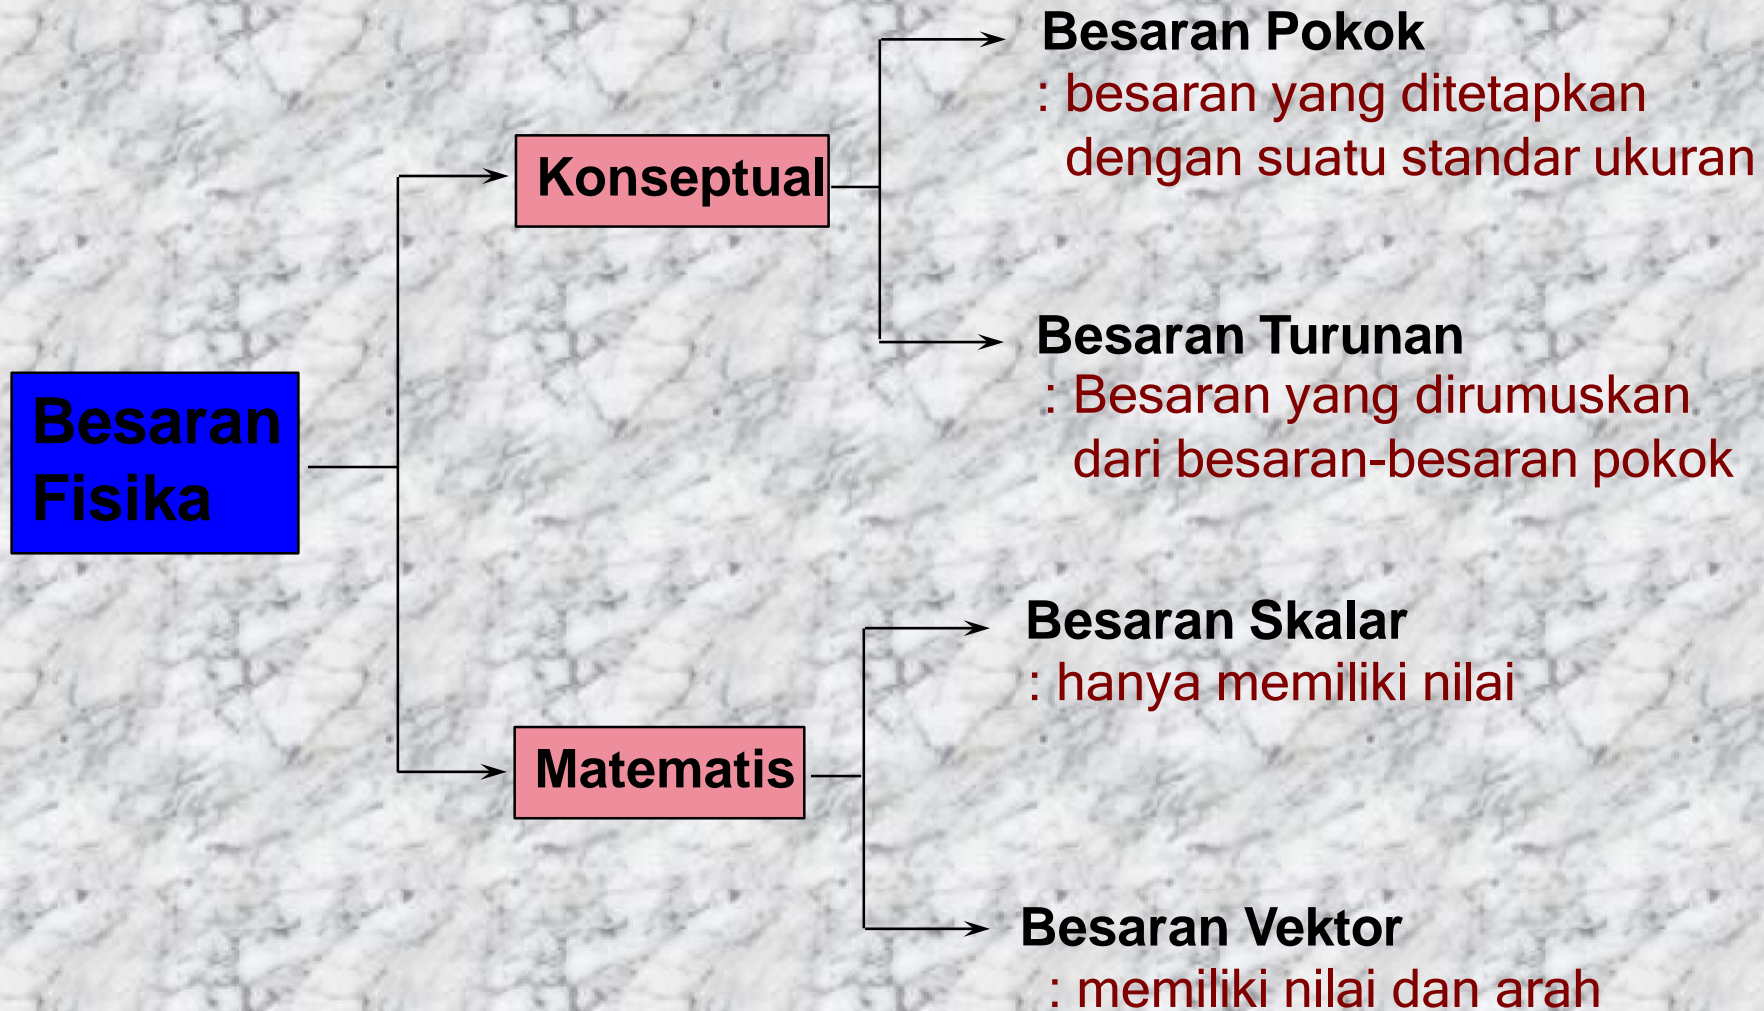 Besaran Pokok
: besaran yang ditetapkan
dengan suatu standar ukuran
Konseptual
Besaran Turunan
: Besaran yang dirumuskan
dari besaran-besaran pokok
Besaran
Fisika
Besaran Skalar
: hanya memiliki nilai
Matematis
Besaran Vektor
: memiliki nilai dan arah